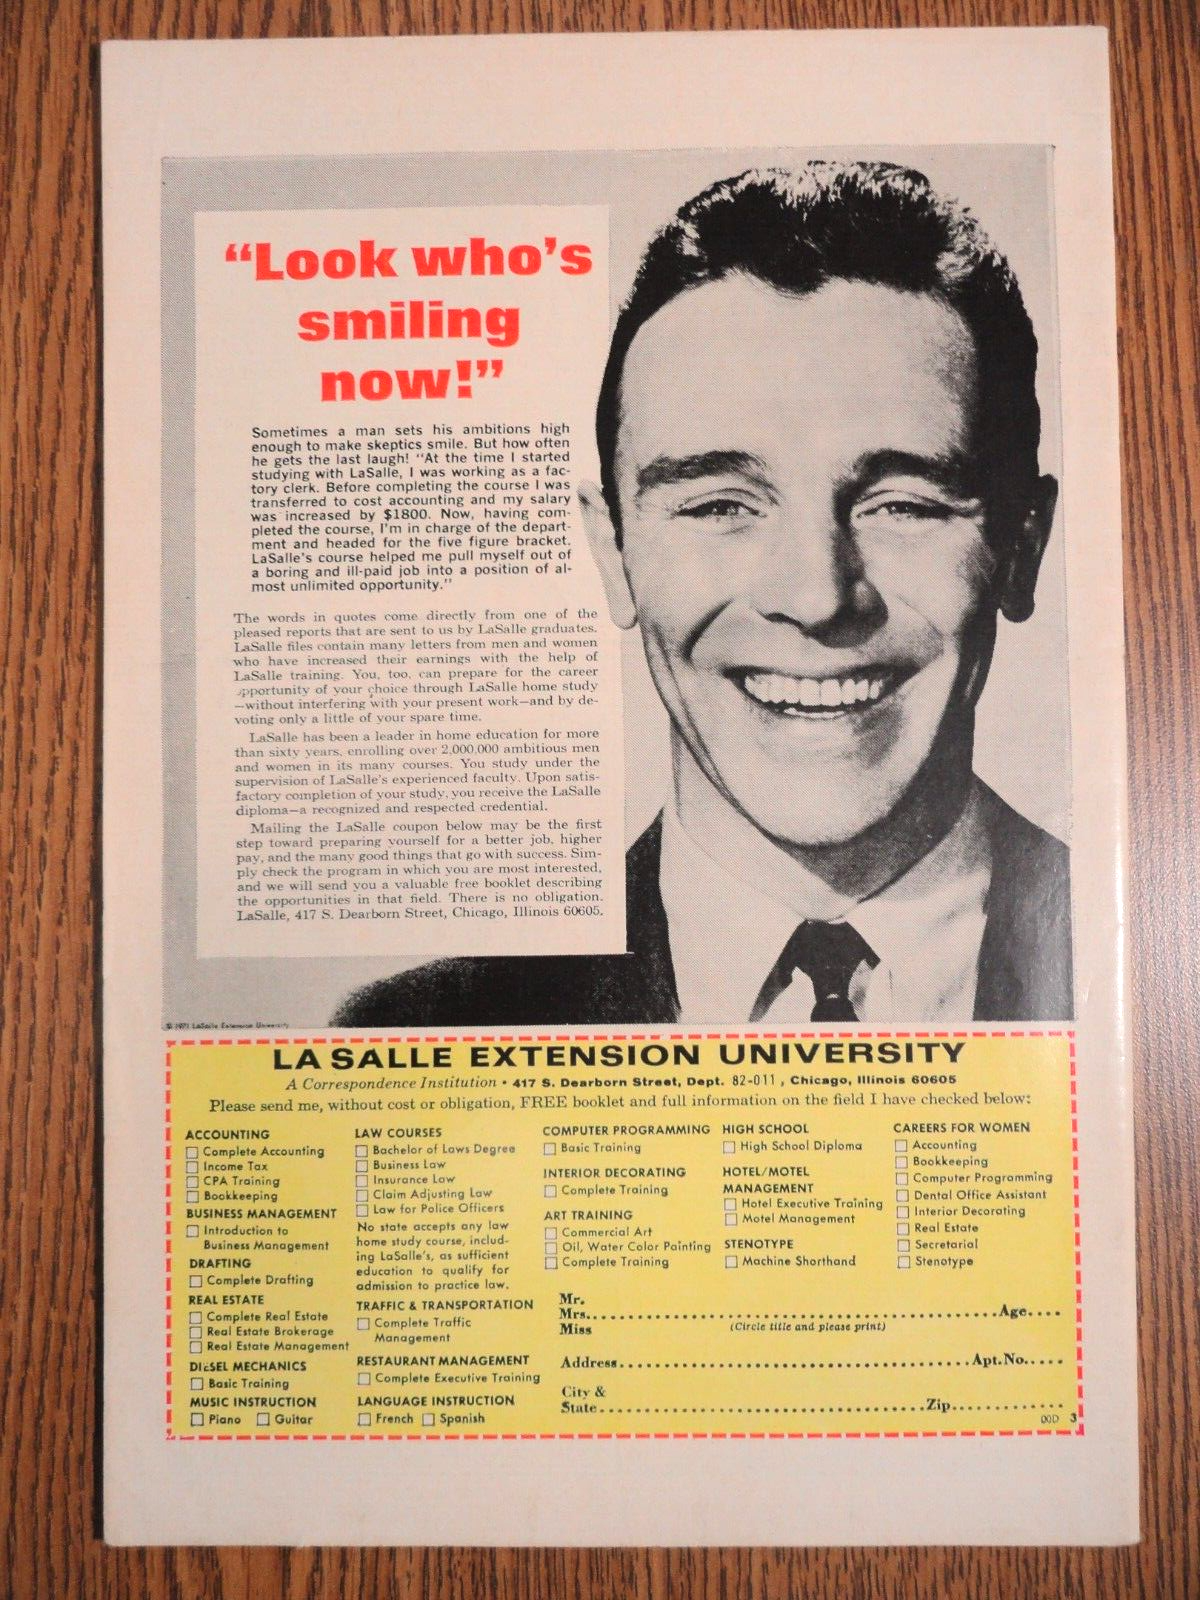 “Look who’s
smiling
now!”
Sometimes a man sets his ambitions high
enough to make skeptics smile. But how often
he gets the last laugh! “At the time I started
studying with LaSalle, I was working as a fac-
tory clerk. Before completing the course I was
transferred to cost accounting and my salary
was increased by $1800. Now, having com-
pleted the course, I’m in charge of the depart-
ment and headed for the five figure bracket.
LaSalle’s course helped me pull myself out of
a boring and ill-paid job into a position of al-
most unlimited opportunity.”
The words in quotes come directly from one of the
pleased reports that are sent to us by LaSalle graduates.
LaSalle files contain many letters from men and women
who have increased their earnings with the help of
LaSalle training. You, too, can prepare for the career
opportunity of your choice through LaSalle home study
—without interfering with your present work—and by de-
voting only a little of your spare time.
LaSalle has been a leader in home education for more
than sixty years, enrolling over 2,000,000 ambitious men
and women in its many courses. You study under the
supervision of LaSalle’s experienced faculty. Upon satis-
factory completion of your study, you receive the LaSalle
diploma—a recognized and respected credential.
Mailing the LaSalle coupon below may be the first
step toward preparing yourself for a better job, higher
pay, and the many good things that go with success. Sim-
ply check the program in which you are most interested,
and we will send you a valuable free booklet describing
the opportunities in that field. There is no obligation.
LaSalle, 417 S. Dearborn Street, Chicago, Illinois 60605.
© 1971 LaSalle Extension University
LA SALLE EXTENSION UNIVERSITY
A Correspondence Institution • 417 S. Dearborn Street, Dept. 82-011, Chicago, Illinois 60605
Please send me, without cost or obligation, FREE booklet and full information on the field I have checked below:
ACCOUNTING
Complete Accounting
Income Tax
CPA Training
Bookkeeping
BUSINESS MANAGEMENT
Introduction to
Business Management
DRAFTING
Complete Drafting
REAL ESTATE
Complete Real Estate
Real Estate Brokerage
Real Estate Management
DIESEL MECHANICS
Basic Training
MUSIC INSTRUCTION
Piano Guitar
LAW COURSES
Bachelor of Laws Degree
Business Law
Insurance Law
Claim Adjusting Law
Law for Police Officers
No state accepts any law
home study course, includ-
ing LaSalle’s, as sufficient
education to qualify for
admission to practice law.
TRAFFIC & TRANSPORTATION
Complete Traffic
Management
RESTAURANT MANAGEMENT
Complete Executive Training
LANGUAGE INSTRUCTION
French Spanish
COMPUTER PROGRAMMING
Basic Training
INTERIOR DECORATING
Complete Training
ART TRAINING
Commercial Art
Oil, Water Color Painting
Complete Training
HIGH SCHOOL
High School Diploma
HOTEL/MOTEL
MANAGEMENT
Hotel Executive Training
Motel Management
STENOTYPE
Machine Shorthand
CAREERS FOR WOMEN
Accounting
Bookkeeping
Computer Programming
Dental Office Assistant
Interior Decorating
Real Estate
Secretarial
Stenotype
Mr.
Mrs. Age
Miss (Circle title and please print)
Address Apt. No.
City &
State Zip
00D 3